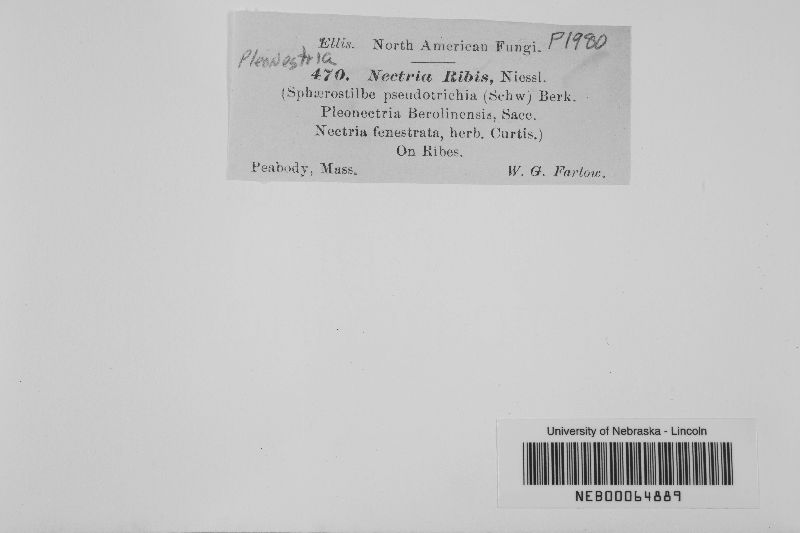 Ellis. North American Fungi. P1980
Pleonestria
470. Nectria Ribis, Niessl.
(Sphærostilbe pseudotrichia (Schw) Berk.
Pleonectria Berolinensis, Sacc.
Nectria fenestrata, herb. Curtis.)
On Ribes.
Peabody, Mass. W. G. Farlow.
University of Nebraska - Lincoln
NEB00064889